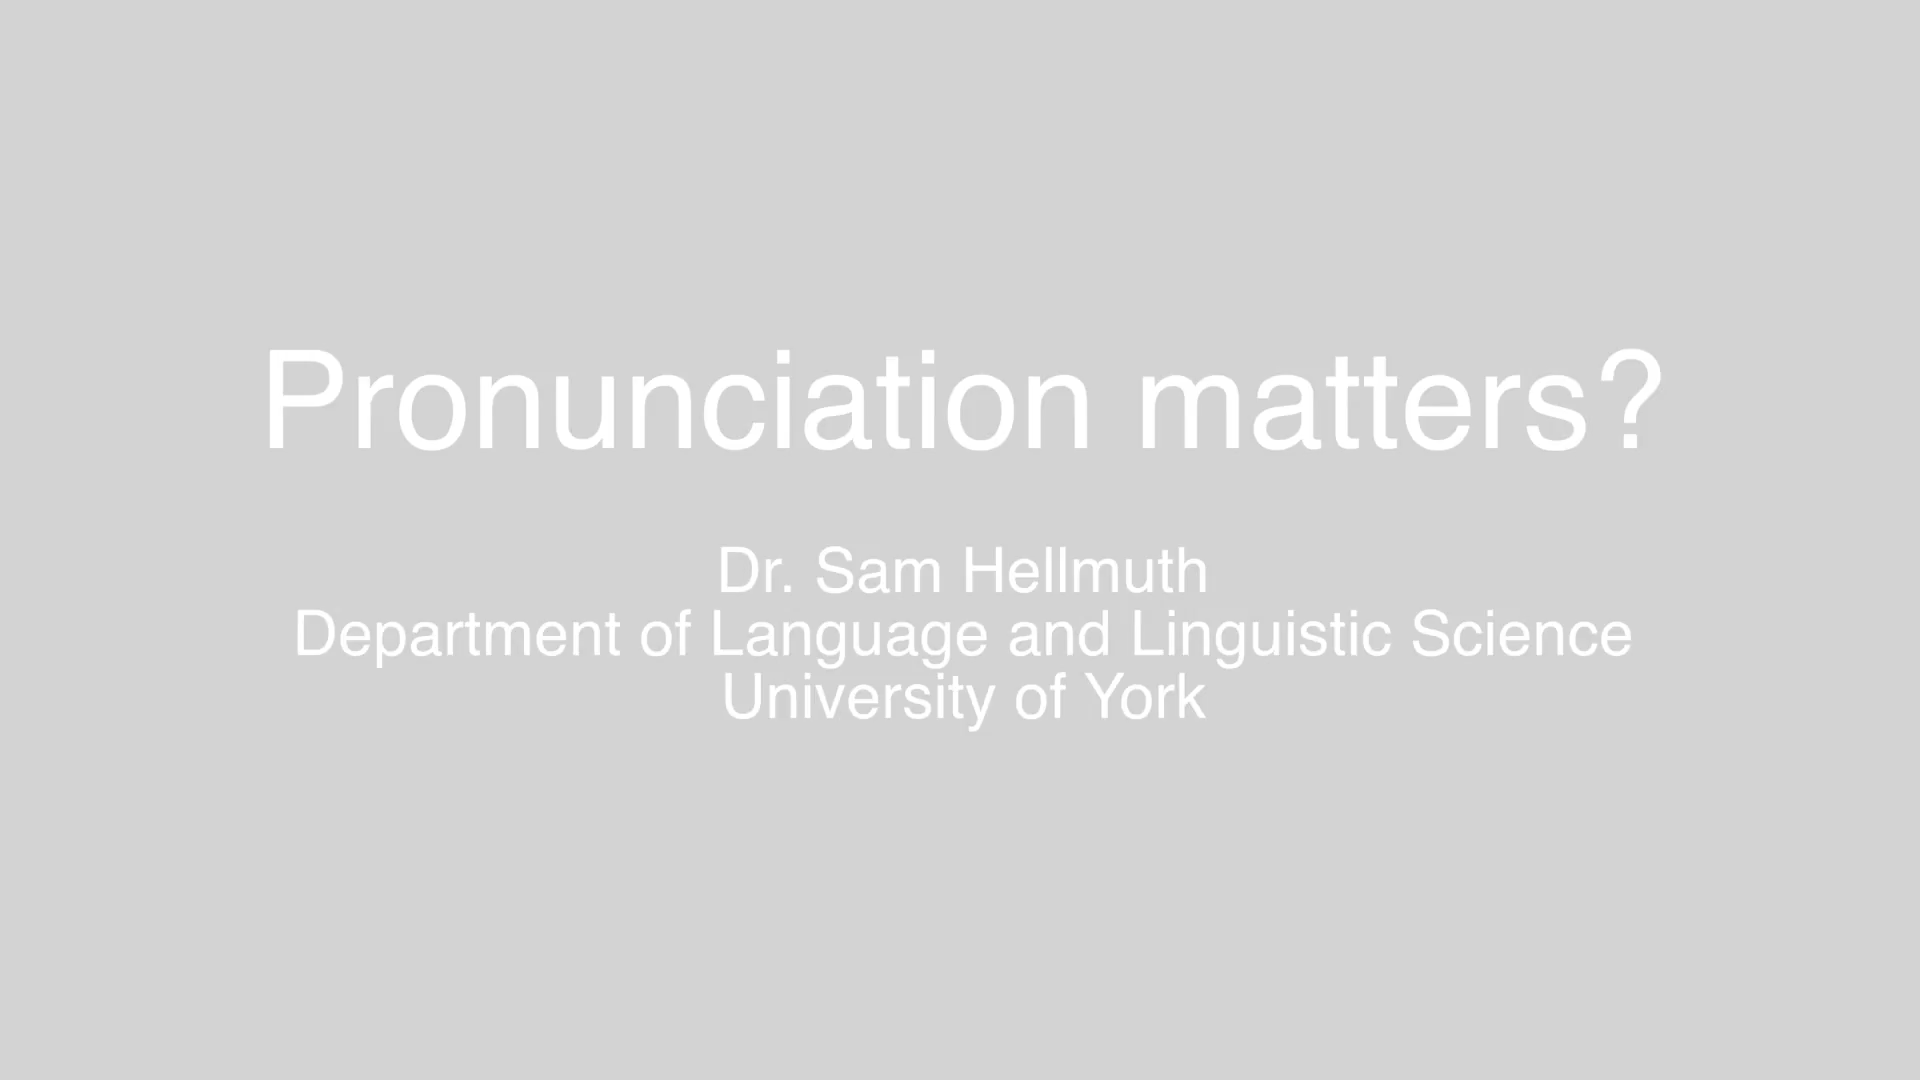 Pronunciation matters?
Dr. Sam Hellmuth
Department of Language and Linguistic Science
University of York